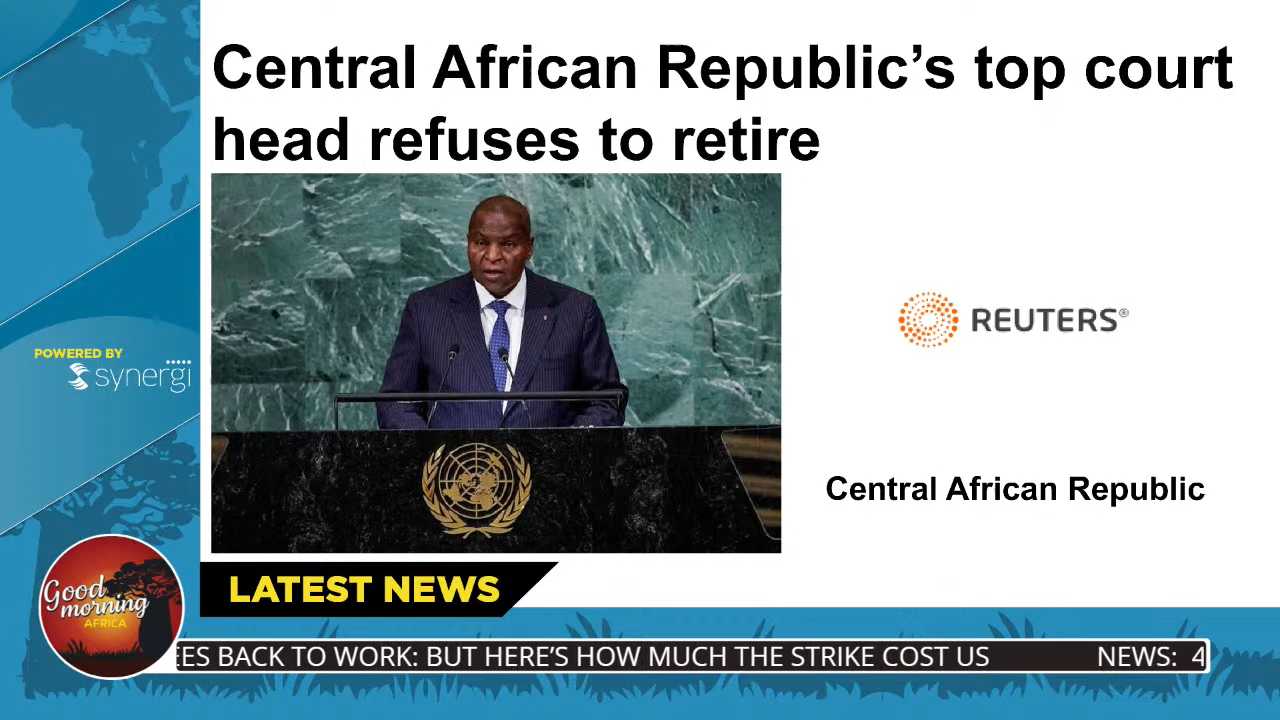 Central African Republic’s top court
head refuses to retire
REUTERS®
POWERED BY
synergi
Central African Republic
LATEST NEWS
Good
morning
AFRICA
EES BACK TO WORK: BUT HERE’S HOW MUCH THE STRIKE COST US NEWS: 4